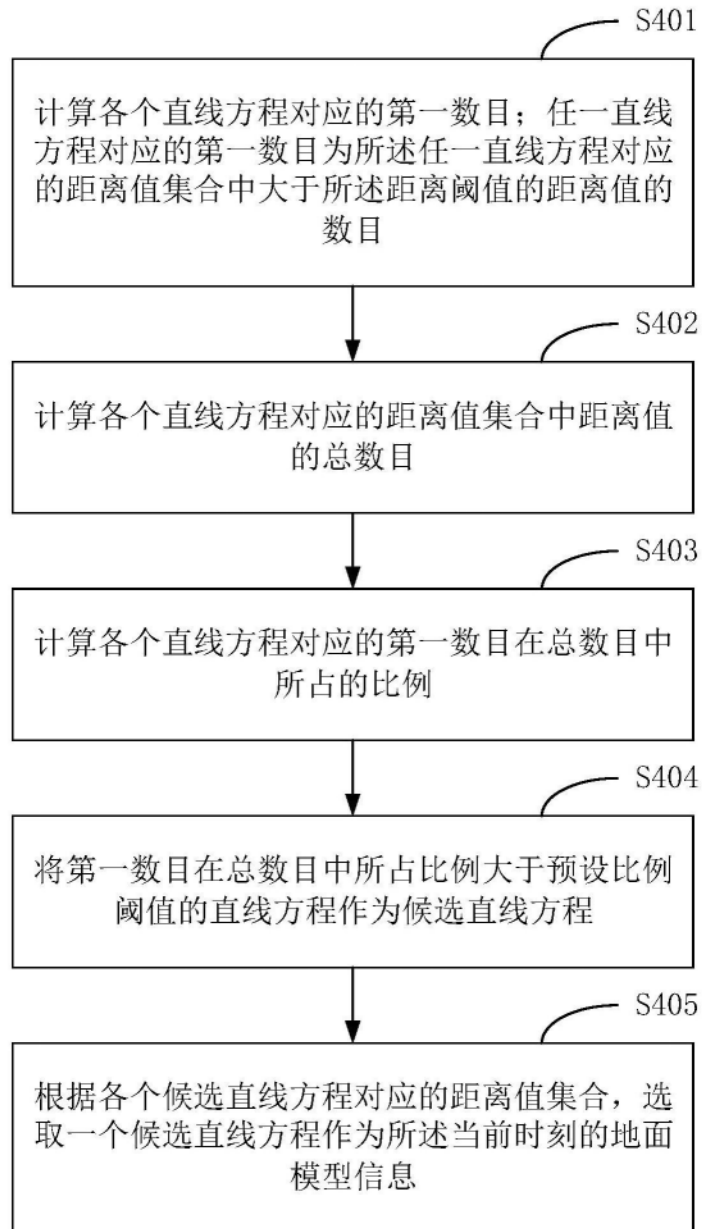 S401
计算各个直线方程对应的第一数目；任一直线
方程对应的第一数目为所述任一直线方程对应
的距离值集合中大于所述距离阈值的距离值的
数目
S402
计算各个直线方程对应的距离值集合中距离值
的总数目
S403
计算各个直线方程对应的第一数目在总数目中
所占的比例
S404
将第一数目在总数目中所占比例大于预设比例
阈值的直线方程作为候选直线方程
S405
根据各个候选直线方程对应的距离值集合，选
取一个候选直线方程作为所述当前时刻的地面
模型信息